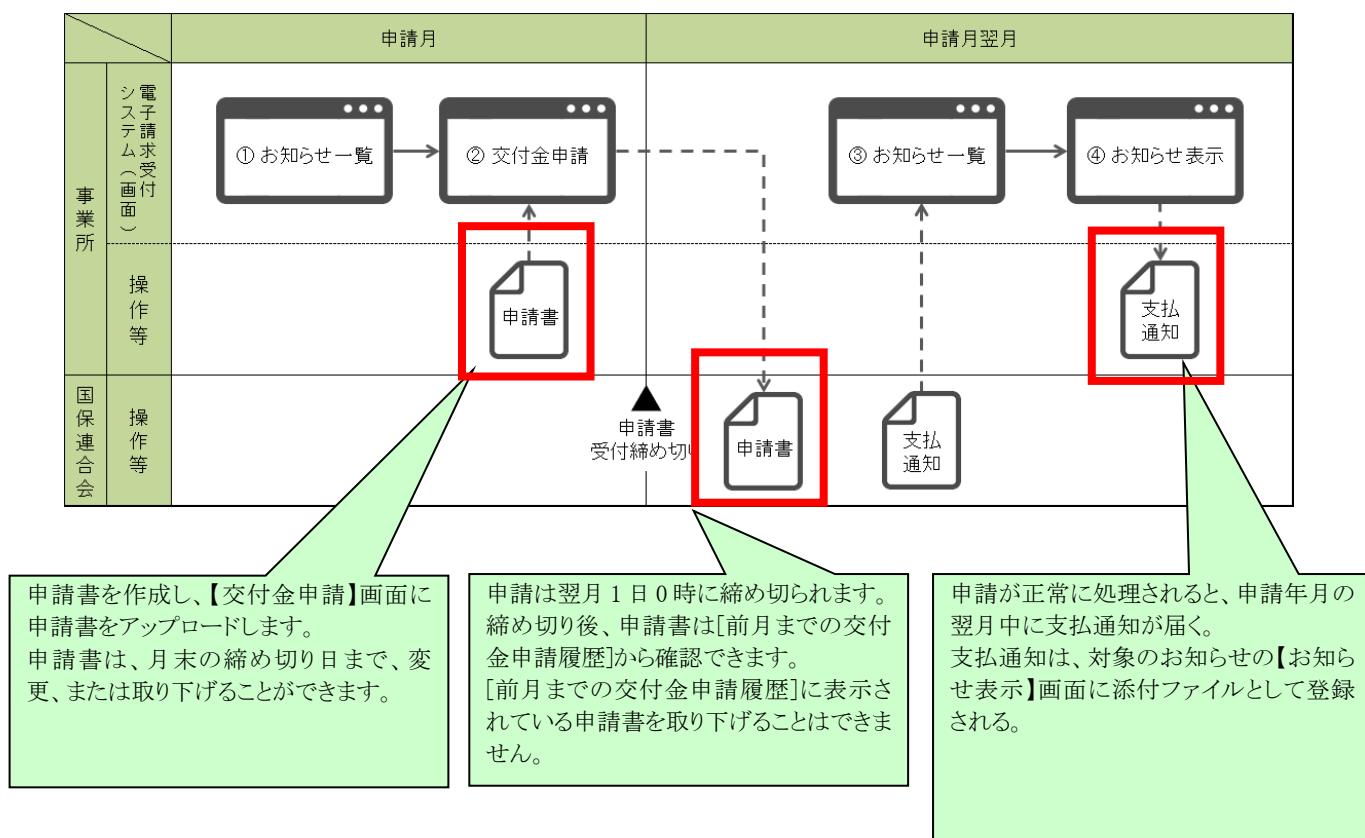 申請月
申請月翌月
事業所
電子請求受付
システム（画面）
① お知らせ一覧
② 交付金申請
③ お知らせ一覧
④ お知らせ表示
操作等
申請書
支払
通知
国保連合会
操作等
申請書
受付締め切り
申請書
支払
通知
申請書を作成し、【交付金申請】画面に
申請書をアップロードします。
申請書は、月末の締め切り日まで、変
更、または取り下げることができます。
申請は翌月１日０時に締め切られます。
締め切り後、申請書は[前月までの交付
金申請履歴]から確認できます。
[前月までの交付金申請履歴]に表示さ
れている申請書を取り下げることはできま
せん。
申請が正常に処理されると、申請年月の
翌月中に支払通知が届く。
支払通知は、対象のお知らせの【お知ら
せ表示】画面に添付ファイルとして登録
される。